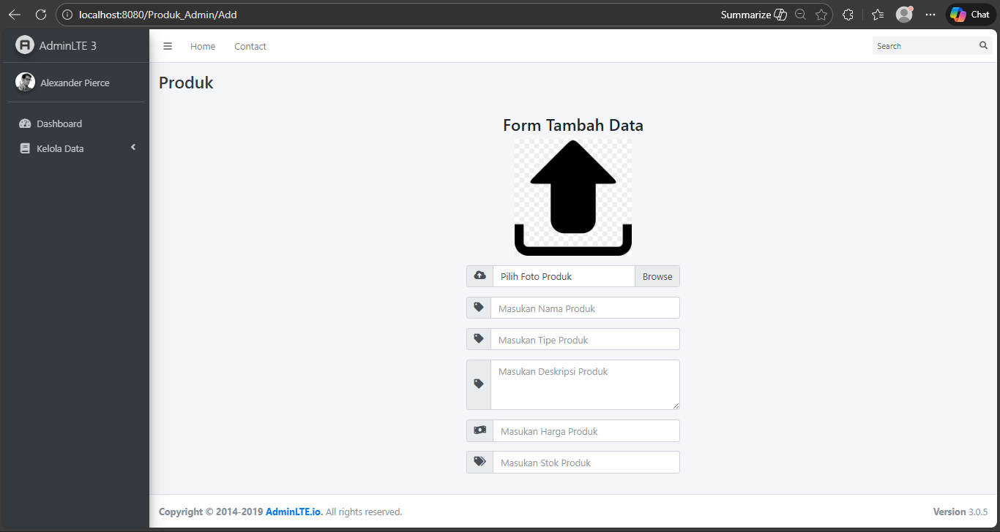 localhost:8080/Produk_Admin/Add
Summarize
Chat
AdminLTE 3
Home
Contact
Search
Alexander Pierce
Produk
Dashboard
Kelola Data
Form Tambah Data
Pilih Foto Produk
Browse
Masukan Nama Produk
Masukan Tipe Produk
Masukan Deskripsi Produk
Masukan Harga Produk
Masukan Stok Produk
Copyright © 2014-2019 AdminLTE.io. All rights reserved.
Version 3.0.5